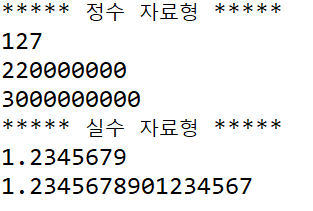 ***** 정수 자료형 *****
127
220000000
3000000000
***** 실수 자료형 *****
1.2345679
1.2345678901234567